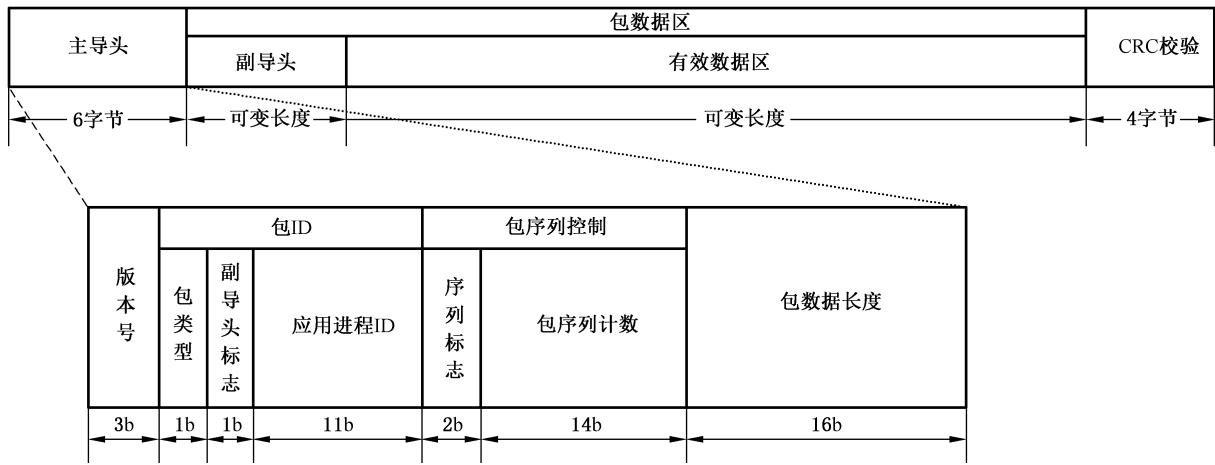 主导头
包数据区
副导头
有效数据区
CRC校验
6字节
可变长度
可变长度
4字节
版本号
包ID
包类型
副导头标志
应用进程ID
包序列控制
序列标志
包序列计数
包数据长度
3b
1b
1b
11b
2b
14b
16b